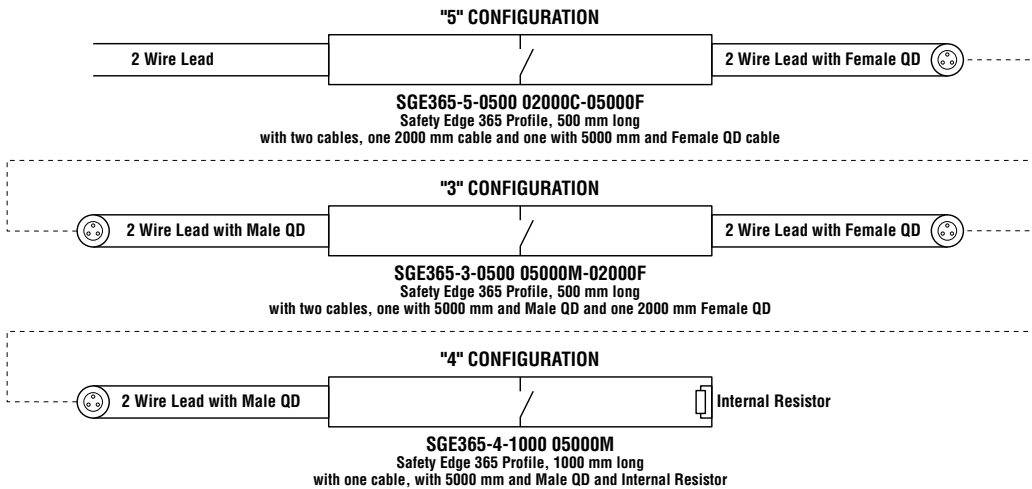 "5" CONFIGURATION
2 Wire Lead
2 Wire Lead with Female QD
SGE365-5-0500 02000C-05000F
Safety Edge 365 Profile, 500 mm long
with two cables, one 2000 mm cable and one with 5000 mm and Female QD cable
"3" CONFIGURATION
2 Wire Lead with Male QD
2 Wire Lead with Female QD
SGE365-3-0500 05000M-02000F
Safety Edge 365 Profile, 500 mm long
with two cables, one with 5000 mm and Male QD and one 2000 mm Female QD
"4" CONFIGURATION
2 Wire Lead with Male QD
Internal Resistor
SGE365-4-1000 05000M
Safety Edge 365 Profile, 1000 mm long
with one cable, with 5000 mm and Male QD and Internal Resistor